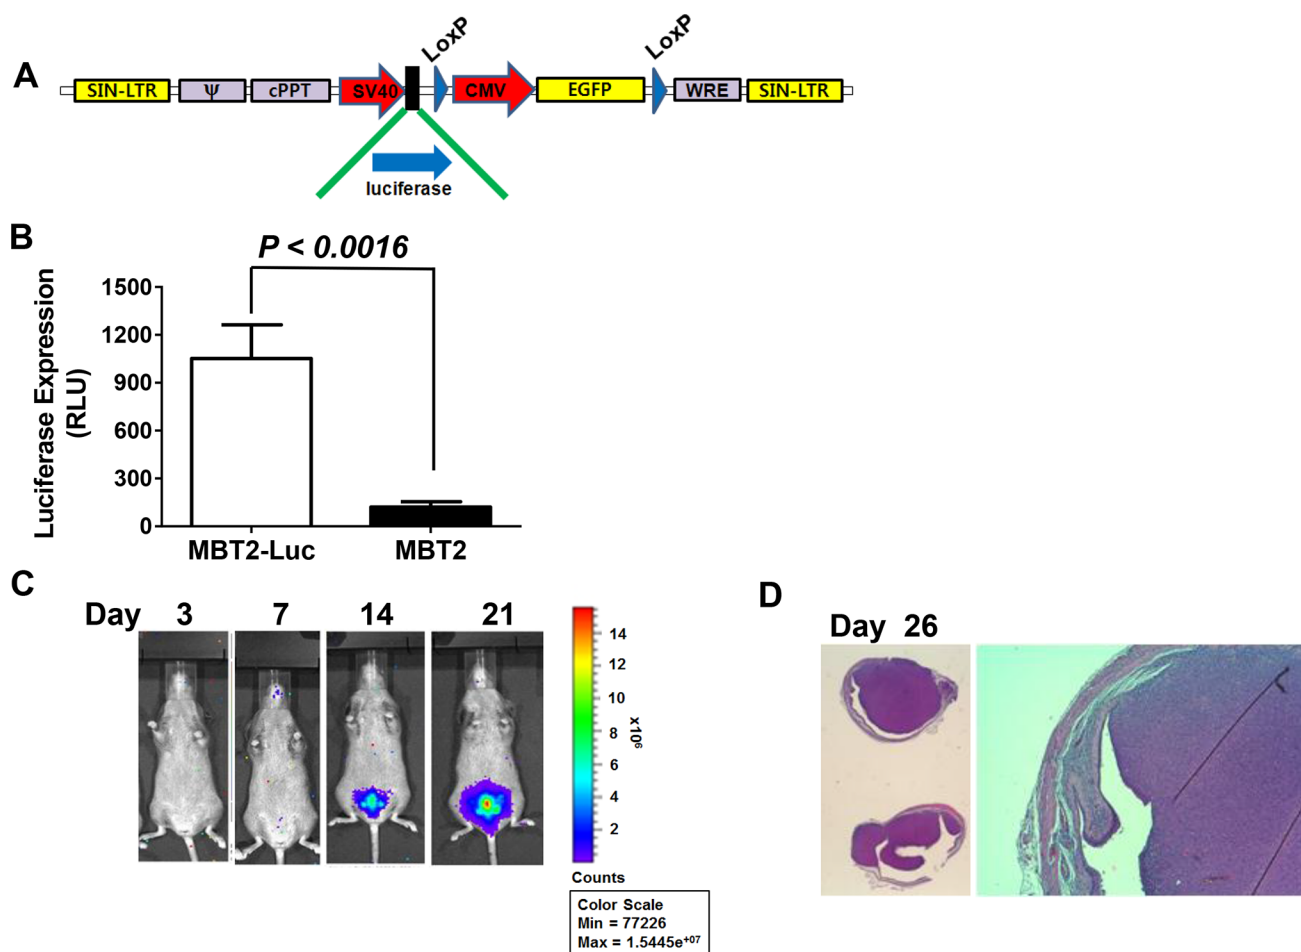 A
LoxP
LoxP
SIN-LTR
Ψ
cPPT
SV40
CMV
EGFP
WRE
SIN-LTR
luciferase
B
P < 0.0016
Luciferase Expression
(RLU)
1500
1200
900
600
300
0
MBT2-Luc
MBT2
C
Day 3 7 14 21
14
12
10
8
6
4
2
x10⁶
Counts
Color Scale
Min = 77226
Max = 1.5445e⁺⁰⁷
D
Day 26